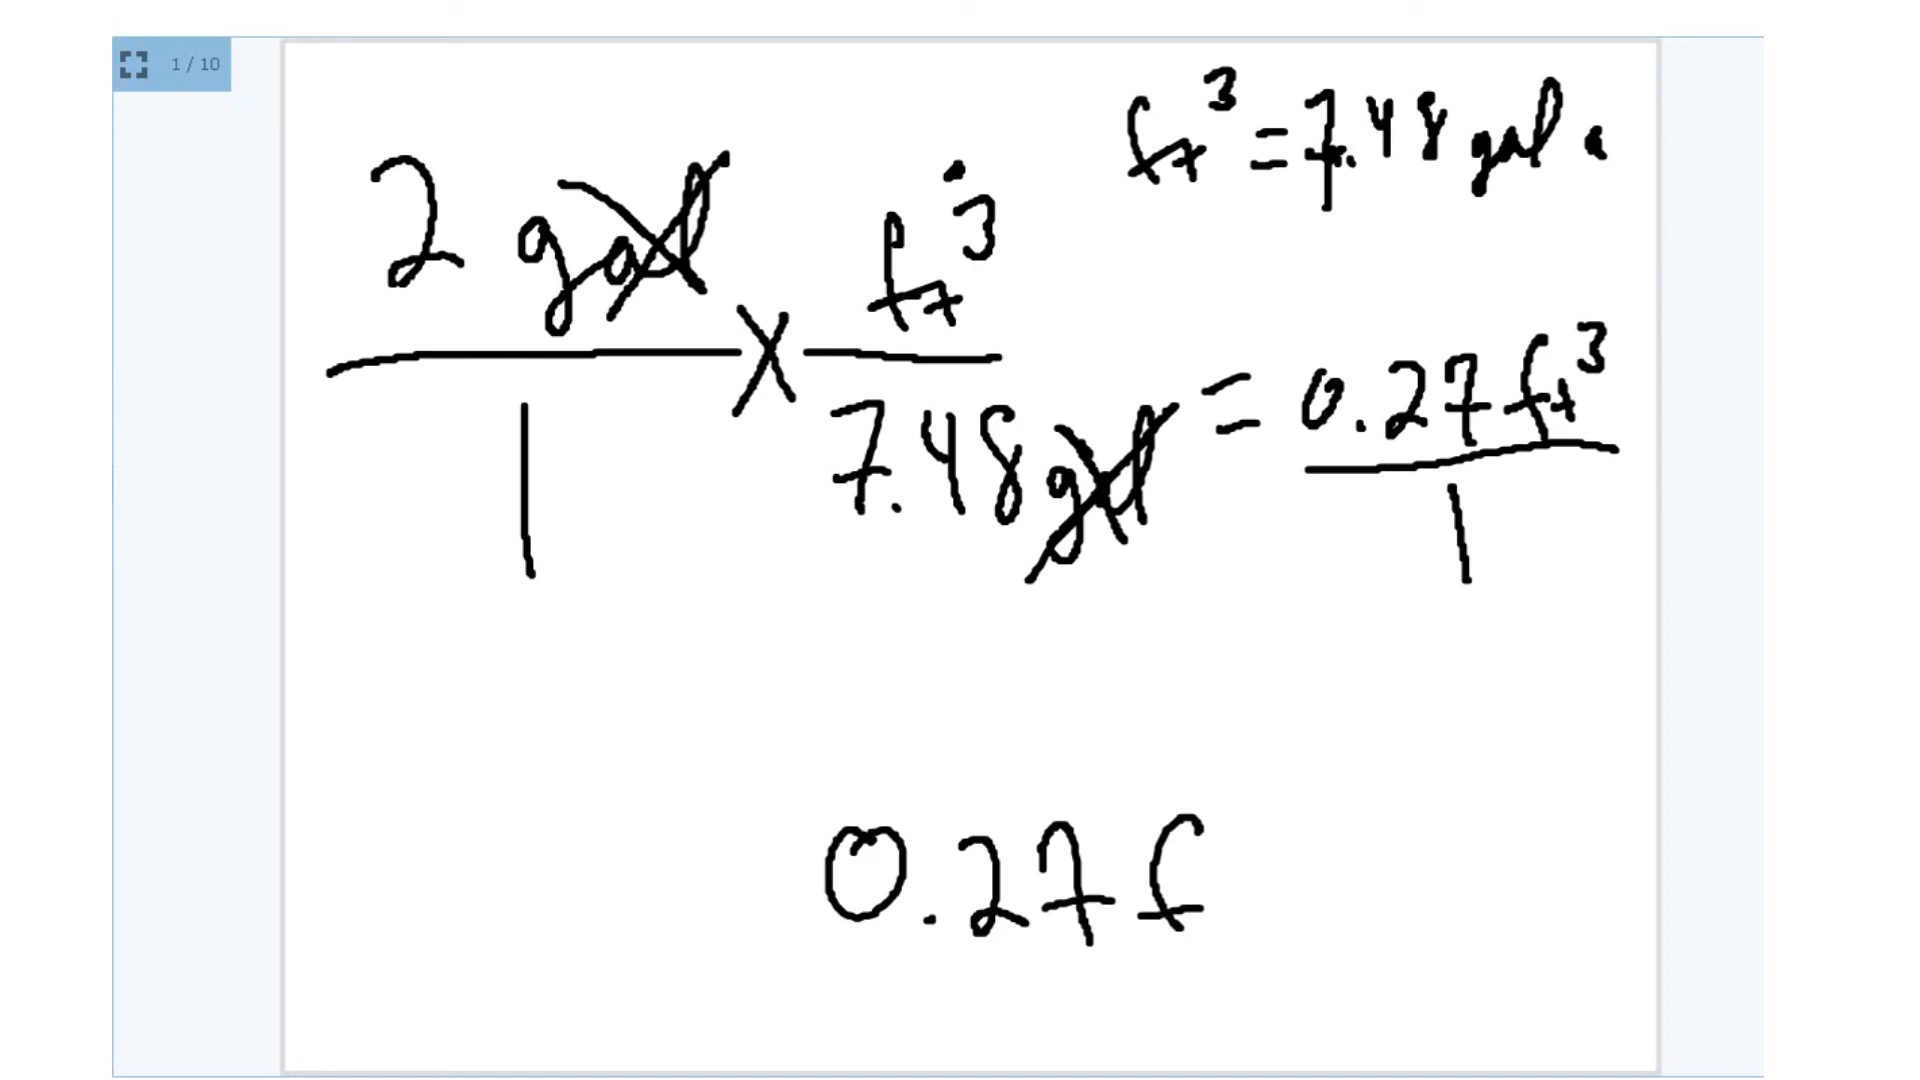 1 / 10
ft³ = 7.48 gal
2 gal ft³
X
= 0.27 ft³
1 7.48 gal 1
0.27 f